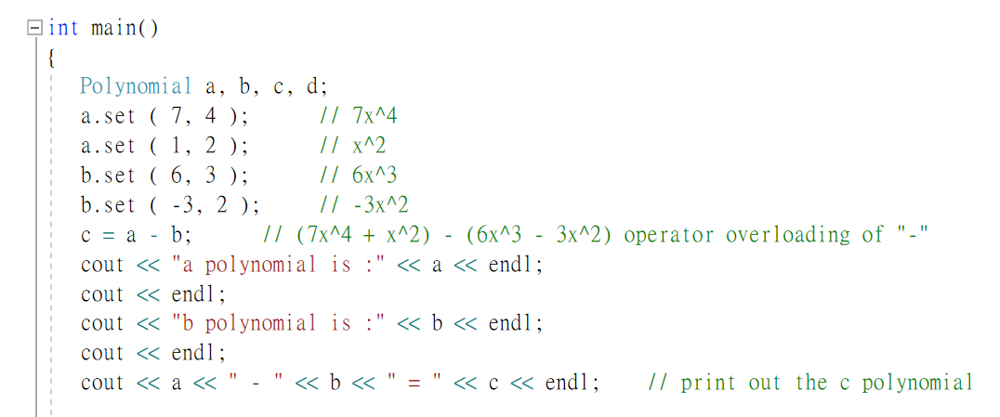 int main()
{
Polynomial a, b, c, d;
a.set ( 7, 4 ); // 7x^4
a.set ( 1, 2 ); // x^2
b.set ( 6, 3 ); // 6x^3
b.set ( -3, 2 ); // -3x^2
c = a - b; // (7x^4 + x^2) - (6x^3 - 3x^2) operator overloading of "-"
cout << "a polynomial is :" << a << endl;
cout << endl;
cout << "b polynomial is :" << b << endl;
cout << endl;
cout << a << " - " << b << " = " << c << endl; // print out the c polynomial